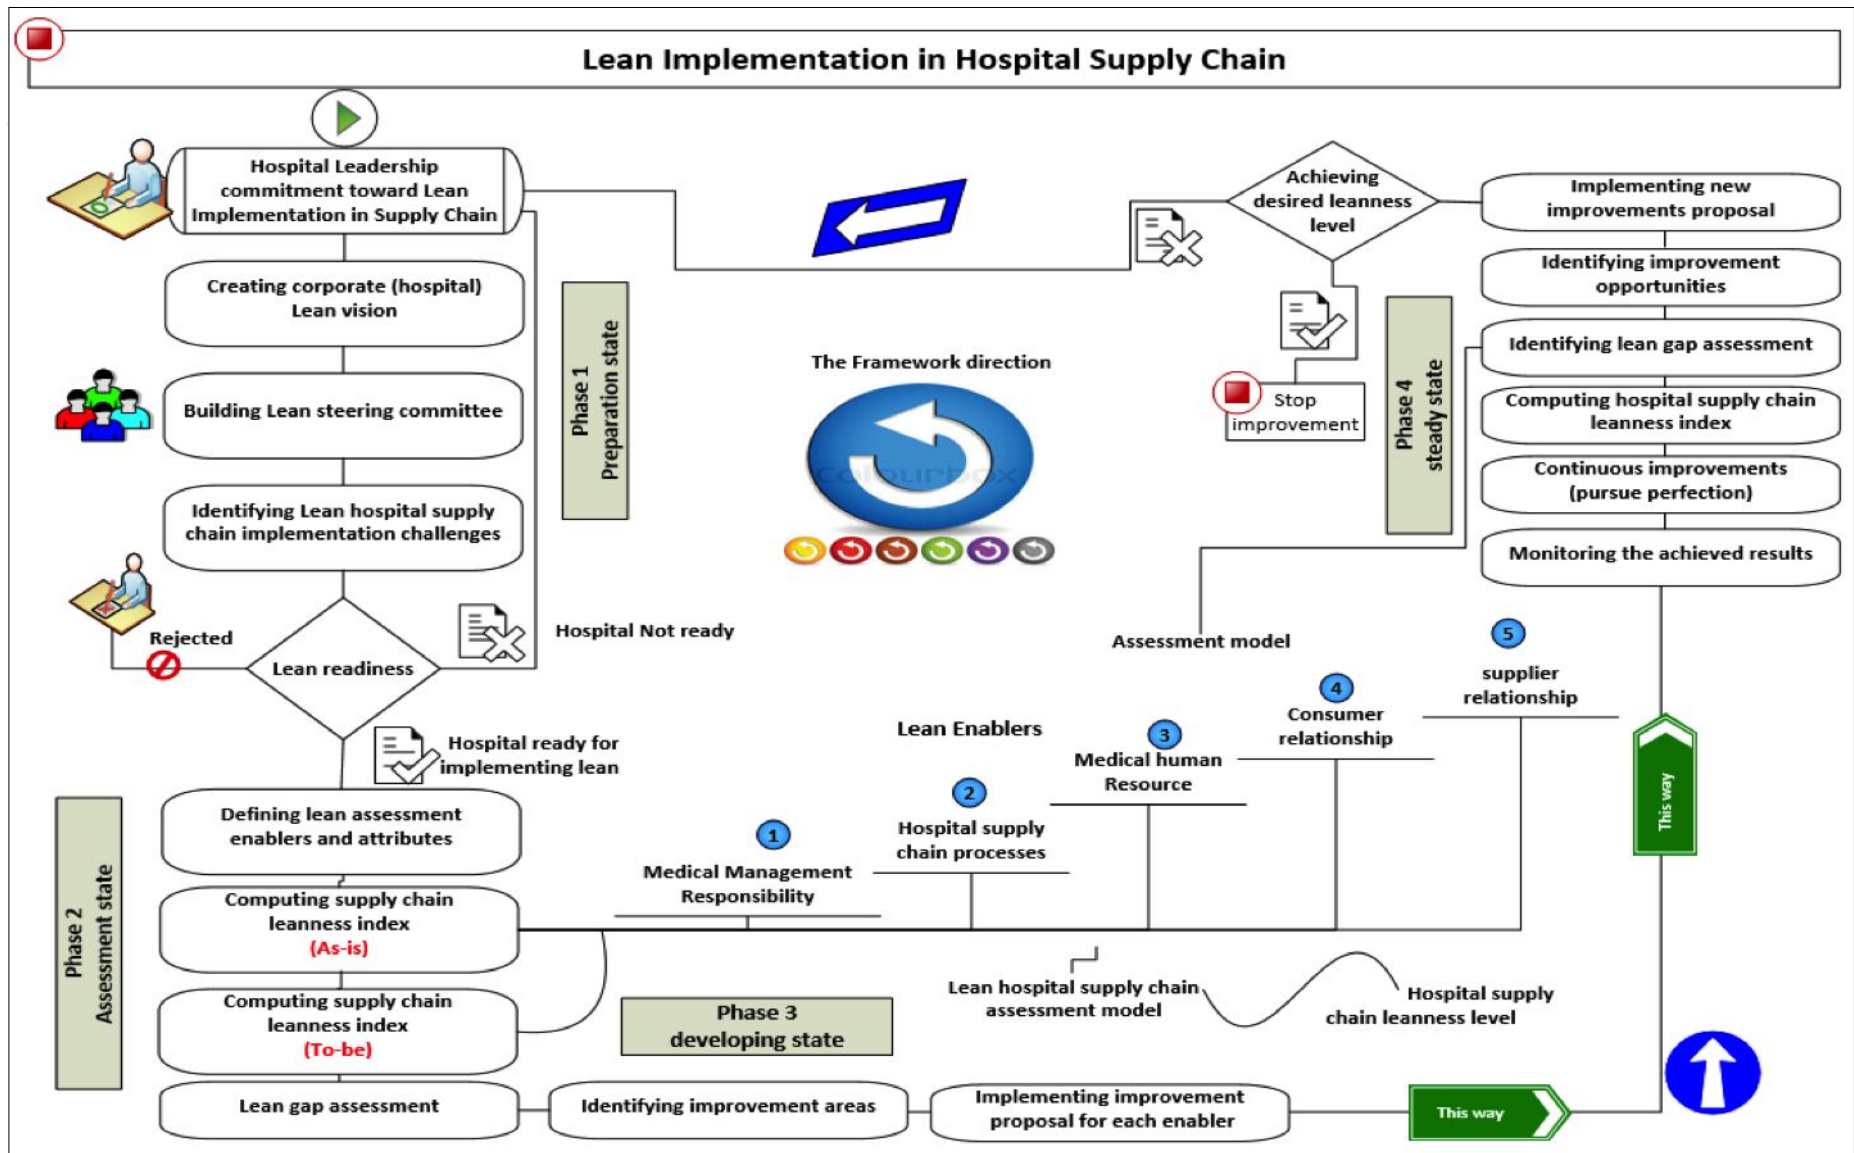 Lean Implementation in Hospital Supply Chain
Hospital Leadership
commitment toward Lean
Implementation in Supply Chain
Creating corporate (hospital)
Lean vision
Building Lean steering committee
Identifying Lean hospital supply
chain implementation challenges
Rejected
Lean readiness
Hospital Not ready
Hospital ready for
implementing lean
Phase 1
Preparation state
Defining lean assessment
enablers and attributes
Computing supply chain
leanness index
(As-is)
Computing supply chain
leanness index
(To-be)
Lean gap assessment
Phase 2
Assessment state
Identifying improvement areas
Implementing improvement
proposal for each enabler
This way
Phase 3
developing state
Lean Enablers
1
Medical Management
Responsibility
2
Hospital supply
chain processes
3
Medical human
Resource
4
Consumer
relationship
5
supplier
relationship
Lean hospital supply chain
assessment model
Hospital supply
chain leanness level
This way
Monitoring the achieved results
Continuous improvements
(pursue perfection)
Computing hospital supply chain
leanness index
Identifying lean gap assessment
Identifying improvement
opportunities
Implementing new
improvements proposal
Assessment model
Phase 4
steady state
Achieving
desired leanness
level
Stop
improvement
The Framework direction
colourbox